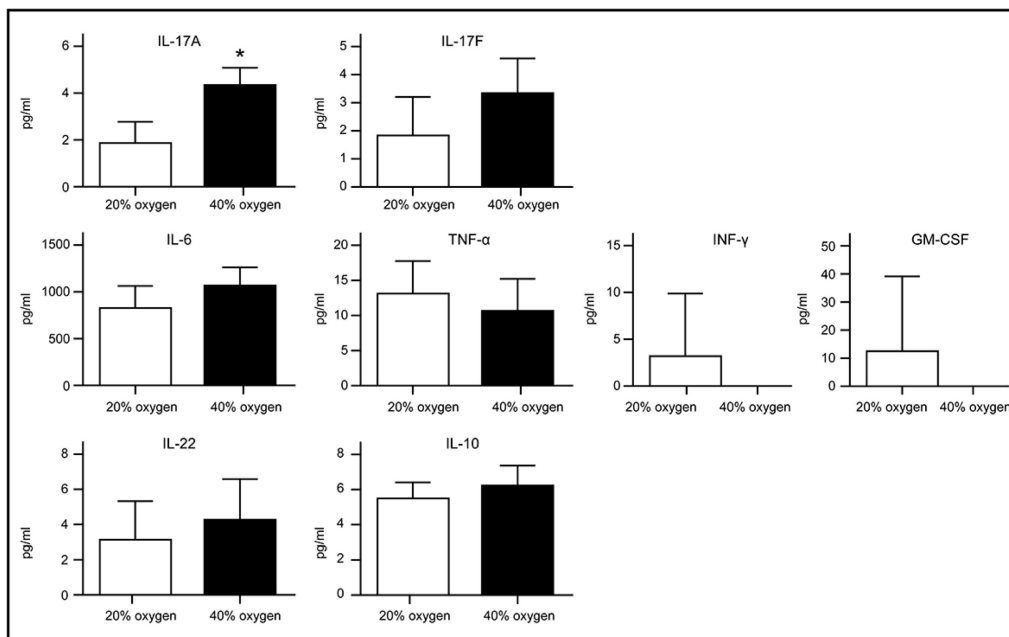 IL-17A
*
6
4
2
0
pg/ml
20% oxygen 40% oxygen
IL-17F
5
4
3
2
1
0
pg/ml
20% oxygen 40% oxygen
IL-6
1500
1000
500
0
pg/ml
20% oxygen 40% oxygen
TNF-α
20
15
10
5
0
pg/ml
20% oxygen 40% oxygen
INF-γ
15
10
5
0
pg/ml
20% oxygen 40% oxygen
GM-CSF
50
40
30
20
10
0
pg/ml
20% oxygen 40% oxygen
IL-22
8
6
4
2
0
pg/ml
20% oxygen 40% oxygen
IL-10
8
6
4
2
0
pg/ml
20% oxygen 40% oxygen